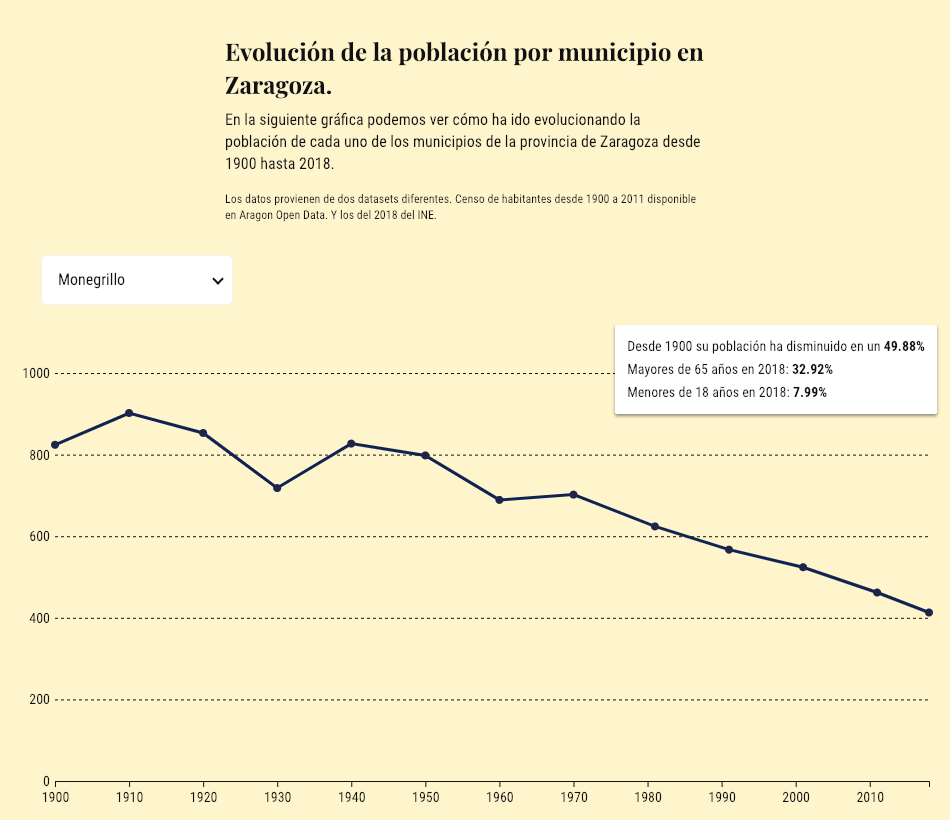 Evolución de la población por municipio en
Zaragoza.
En la siguiente gráfica podemos ver cómo ha ido evolucionando la
población de cada uno de los municipios de la provincia de Zaragoza desde
1900 hasta 2018.
Los datos provienen de dos datasets diferentes. Censo de habitantes desde 1900 a 2011 disponible
en Aragon Open Data. Y los del 2018 del INE.
Monegrillo
Desde 1900 su población ha disminuido en un 49.88%
Mayores de 65 años en 2018: 32.92%
Menores de 18 años en 2018: 7.99%
1000
800
600
400
200
0
1900 1910 1920 1930 1940 1950 1960 1970 1980 1990 2000 2010